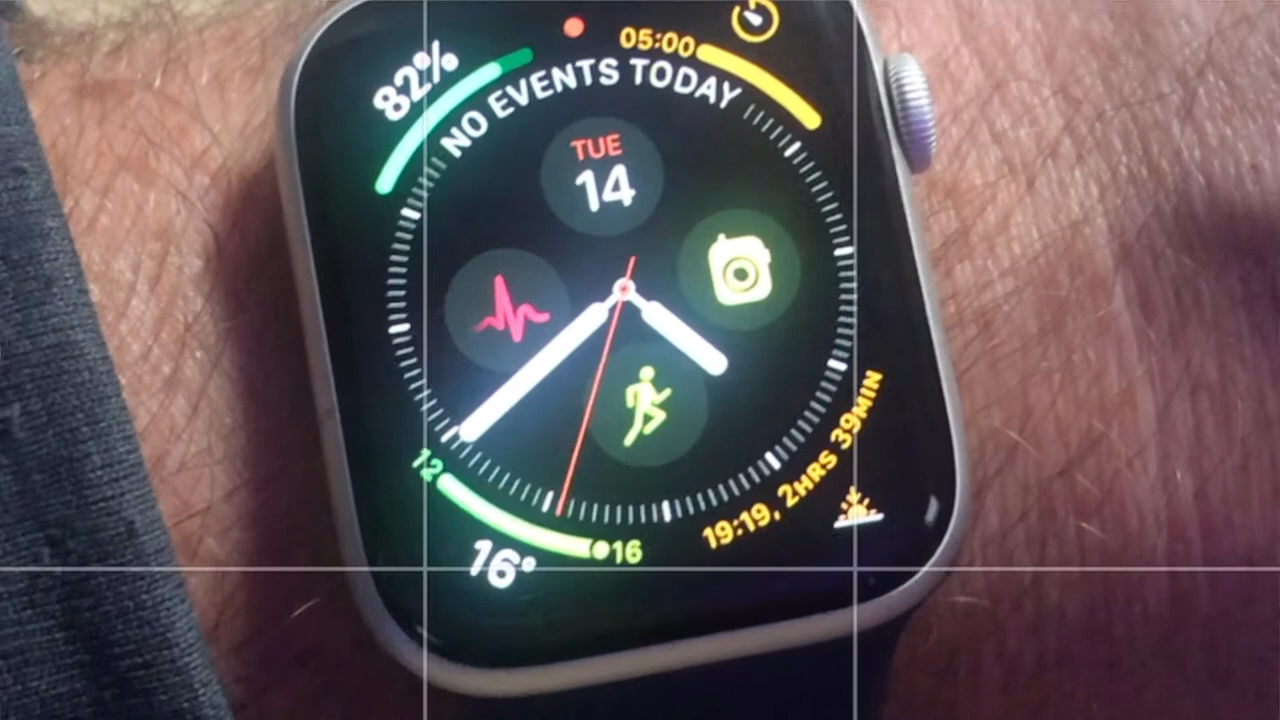 82%
05:00
NO EVENTS TODAY
TUE
14
12
16
16°
19:19, 2HRS 39MIN